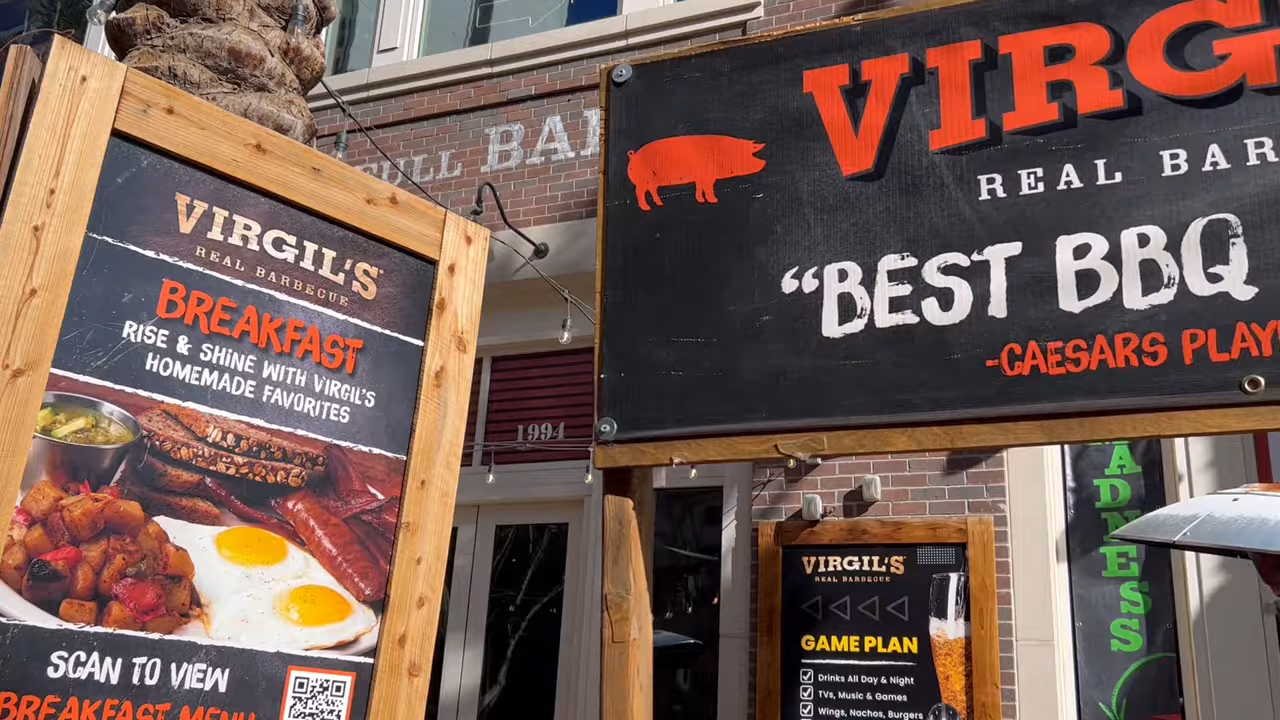 VIRGIL'S
REAL BARBECUE
BREAKFAST
RISE & SHINE WITH VIRGIL'S
HOMEMADE FAVORITES
SCAN TO VIEW
BREAKFAST MENU
BAR
1994
VIRG
REAL BAR
"BEST BBQ
-CAESARS PLAY
VIRGIL'S
REAL BARBECUE
GAME PLAN
Drinks All Day & Night
TVs, Music & Games
Wings, Nachos, Burgers
ADNESS